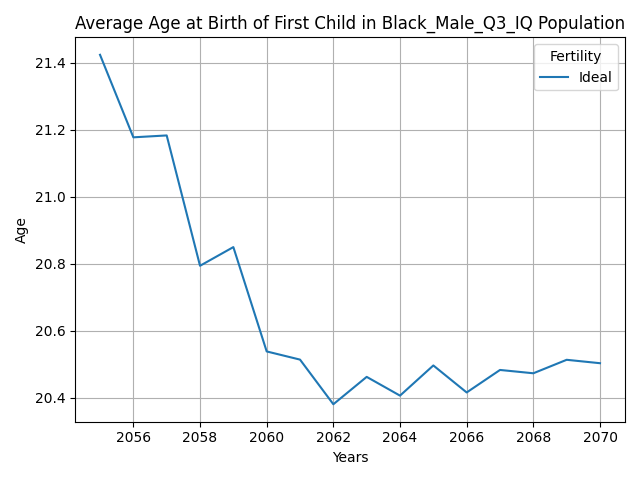 Average Age at Birth of First Child in Black_Male_Q3_IQ Population
Fertility
Ideal
Age
21.4
21.2
21.0
20.8
20.6
20.4
2056 2058 2060 2062 2064 2066 2068 2070
Years